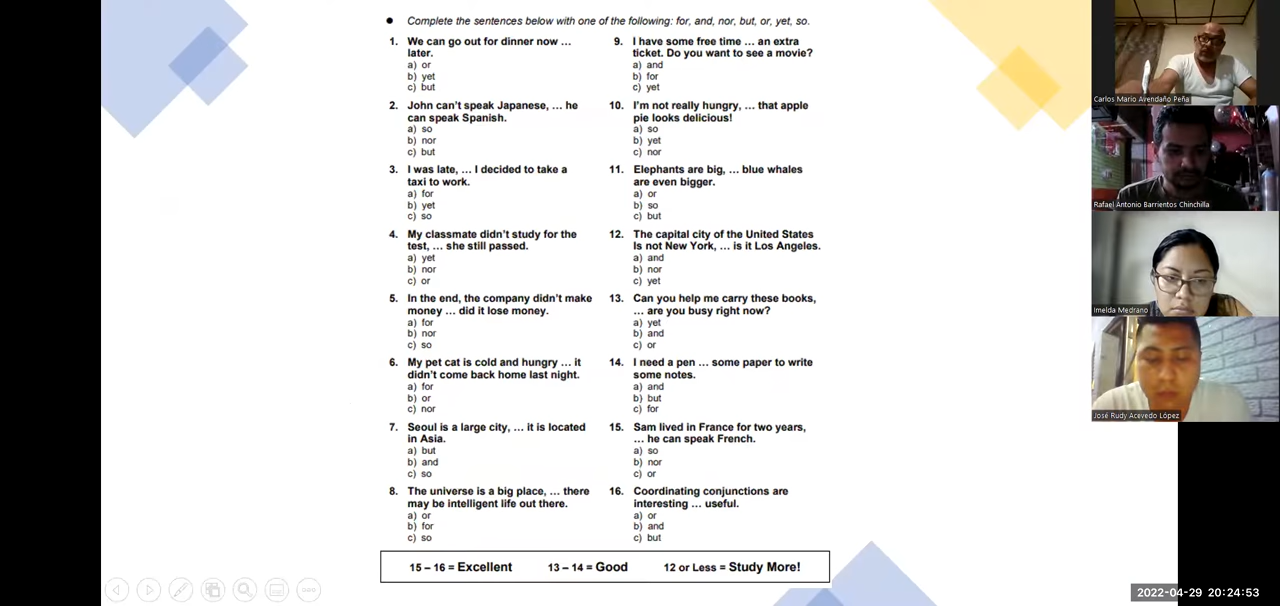 ● Complete the sentences below with one of the following: for, and, nor, but, or, yet, so.
1. We can go out for dinner now …
later.
a) or
b) yet
c) but
2. John can't speak Japanese, … he
can speak Spanish.
a) so
b) nor
c) but
3. I was late, … I decided to take a
taxi to work.
a) for
b) yet
c) so
4. My classmate didn't study for the
test, … she still passed.
a) yet
b) nor
c) or
5. In the end, the company didn't make
money … did it lose money.
a) for
b) nor
c) so
6. My pet cat is cold and hungry … it
didn't come back home last night.
a) for
b) or
c) nor
7. Seoul is a large city, … it is located
in Asia.
a) but
b) and
c) so
8. The universe is a big place, … there
may be intelligent life out there.
a) or
b) for
c) so
9. I have some free time … an extra
ticket. Do you want to see a movie?
a) and
b) for
c) yet
10. I'm not really hungry, … that apple
pie looks delicious!
a) so
b) yet
c) nor
11. Elephants are big, … blue whales
are even bigger.
a) or
b) so
c) but
12. The capital city of the United States
Is not New York, … is it Los Angeles.
a) and
b) nor
c) yet
13. Can you help me carry these books,
… are you busy right now?
a) yet
b) and
c) or
14. I need a pen … some paper to write
some notes.
a) and
b) but
c) for
15. Sam lived in France for two years,
… he can speak French.
a) so
b) nor
c) or
16. Coordinating conjunctions are
interesting … useful.
a) or
b) and
c) but
15 – 16 = Excellent 13 – 14 = Good 12 or Less = Study More!
Carlos Mario Avendaño Peña
Rafael Antonio Barrientos Chinchilla
Imelda Medrano
José Rudy Acevedo López
2022-04-29 20:24:53